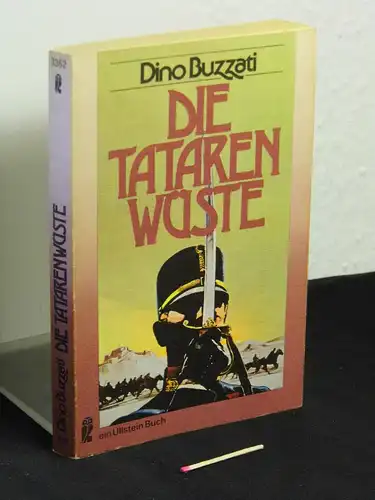 Dino Buzzati
DIE
TATAREN
WÜSTE
ein Ullstein Buch
Dino Buzzati DIE TATARENWÜSTE